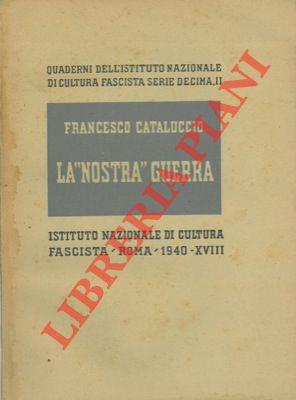 QUADERNI DELL'ISTITUTO NAZIONALE
DI CULTURA FASCISTA SERIE DECIMA, II
FRANCESCO CATALUCCIO
LA "NOSTRA" GUERRA
ISTITUTO NAZIONALE DI CULTURA
FASCISTA - ROMA - 1940 - XVIII
LIBRERIA PIANI